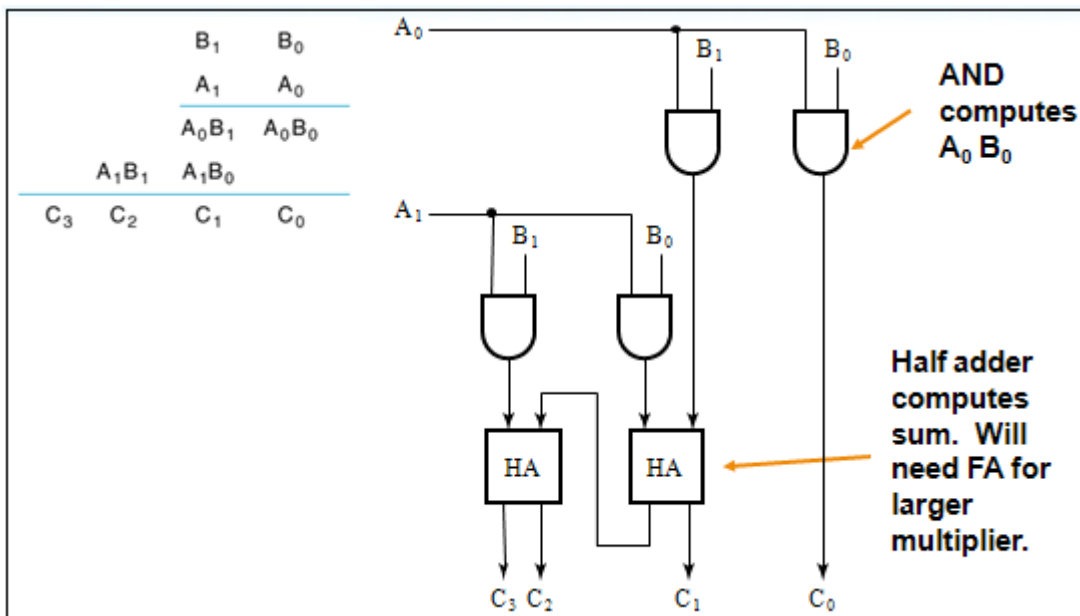 B₁ B₀
A₁ A₀
A₀B₁ A₀B₀
A₁B₁ A₁B₀
C₃ C₂ C₁ C₀
A₀
B₁
B₀
AND
computes
A₀ B₀
A₁
B₁
B₀
HA
HA
Half adder
computes
sum. Will
need FA for
larger
multiplier.
C₃ C₂
C₁
C₀